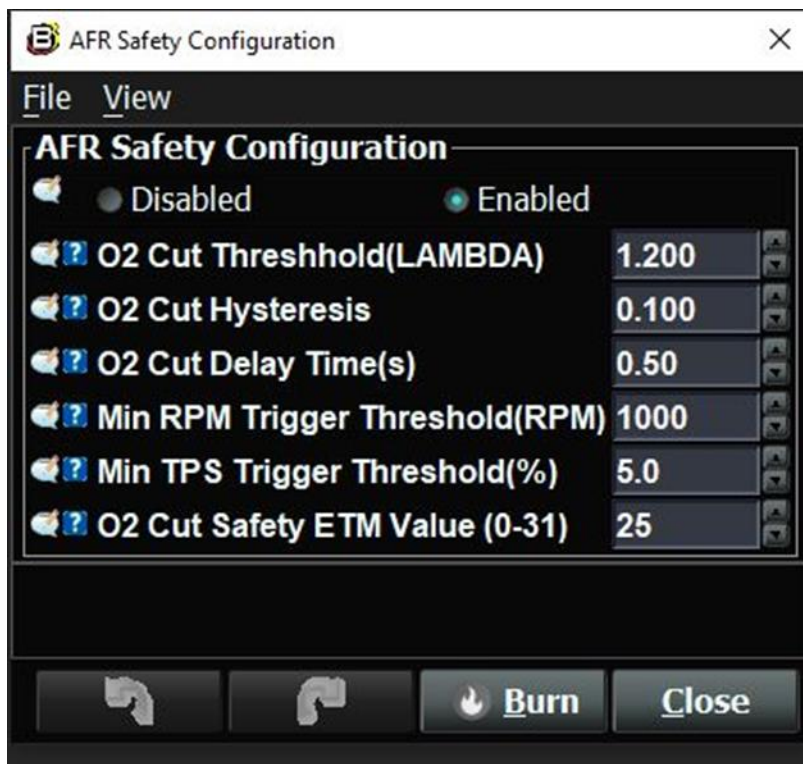 AFR Safety Configuration
File View
AFR Safety Configuration
Disabled Enabled
O2 Cut Threshhold(LAMBDA) 1.200
O2 Cut Hysteresis 0.100
O2 Cut Delay Time(s) 0.50
Min RPM Trigger Threshold(RPM) 1000
Min TPS Trigger Threshold(%) 5.0
O2 Cut Safety ETM Value (0-31) 25
Burn Close